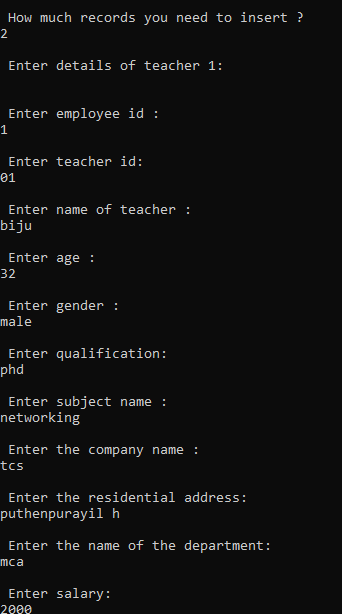 How much records you need to insert ?
2
Enter details of teacher 1:
Enter employee id :
1
Enter teacher id:
01
Enter name of teacher :
biju
Enter age :
32
Enter gender :
male
Enter qualification:
phd
Enter subject name :
networking
Enter the company name :
tcs
Enter the residential address:
puthenpurayil h
Enter the name of the department:
mca
Enter salary:
2000